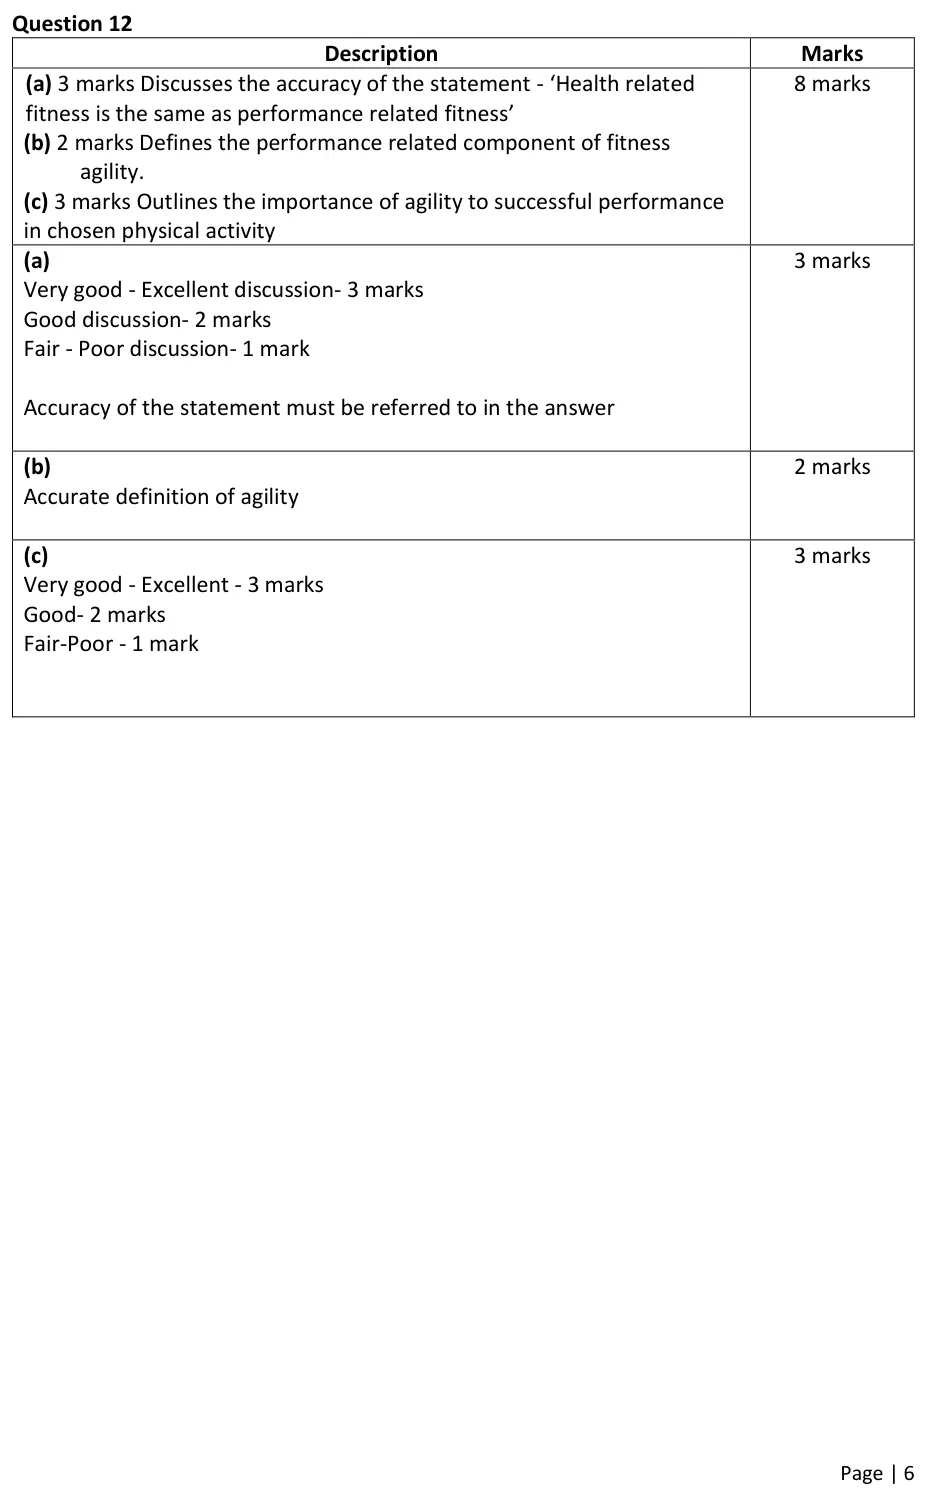 Question 12
Description
Marks
(a) 3 marks Discusses the accuracy of the statement - ‘Health related
8 marks
fitness is the same as performance related fitness’
(b) 2 marks Defines the performance related component of fitness
agility.
(c) 3 marks Outlines the importance of agility to successful performance
in chosen physical activity
(a)
3 marks
Very good - Excellent discussion- 3 marks
Good discussion- 2 marks
Fair - Poor discussion- 1 mark
Accuracy of the statement must be referred to in the answer
(b)
2 marks
Accurate definition of agility
(c)
3 marks
Very good - Excellent - 3 marks
Good- 2 marks
Fair-Poor - 1 mark
Page | 6